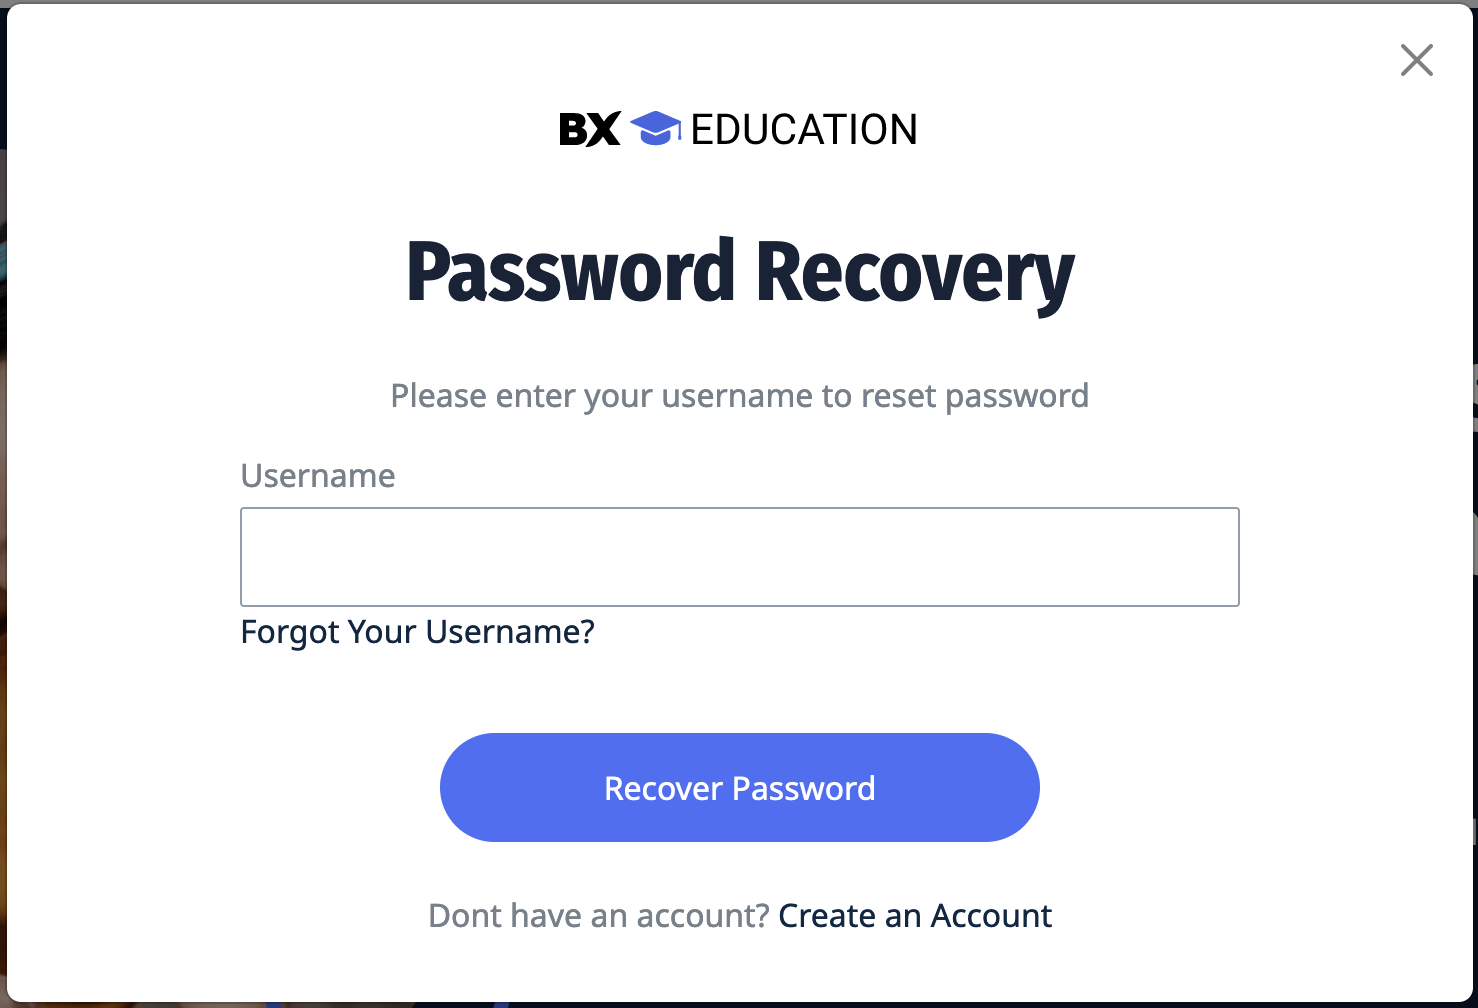 BX EDUCATION
Password Recovery
Please enter your username to reset password
Username
Forgot Your Username?
Recover Password
Dont have an account? Create an Account